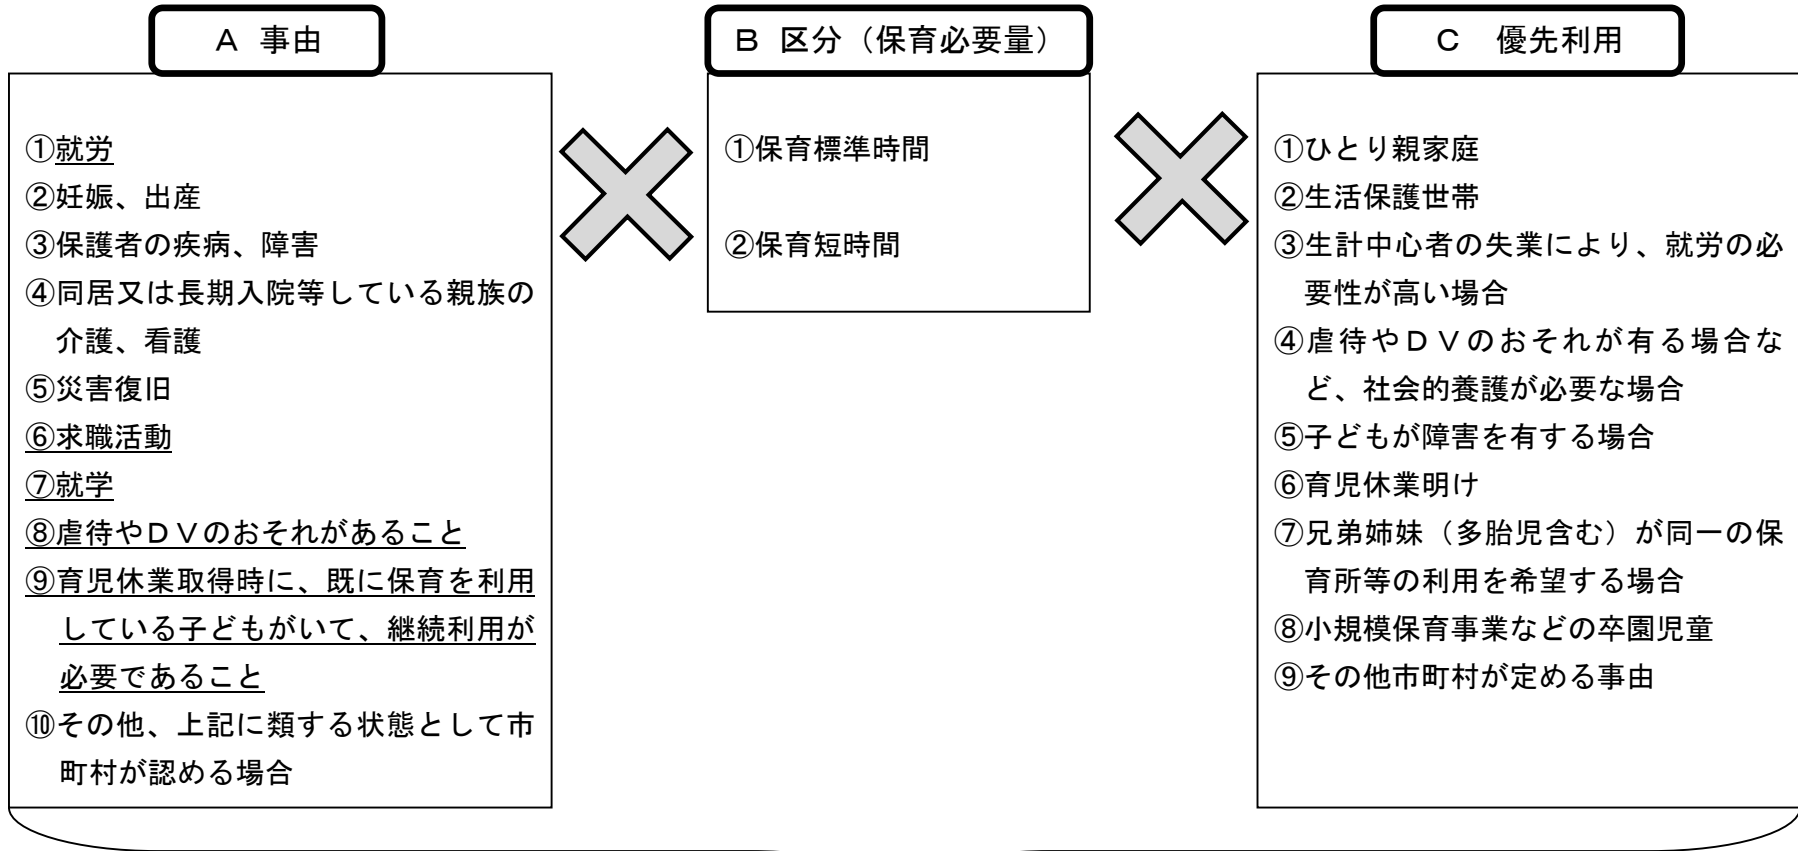 A 事由
①就労
②妊娠、出産
③保護者の疾病、障害
④同居又は長期入院等している親族の
介護、看護
⑤災害復旧
⑥求職活動
⑦就学
⑧虐待やＤＶのおそれがあること
⑨育児休業取得時に、既に保育を利用
している子どもがいて、継続利用が
必要であること
⑩その他、上記に類する状態として市
町村が認める場合
B 区分（保育必要量）
①保育標準時間
②保育短時間
C 優先利用
①ひとり親家庭
②生活保護世帯
③生計中心者の失業により、就労の必
要性が高い場合
④虐待やＤＶのおそれが有る場合な
ど、社会的養護が必要な場合
⑤子どもが障害を有する場合
⑥育児休業明け
⑦兄弟姉妹（多胎児含む）が同一の保
育所等の利用を希望する場合
⑧小規模保育事業などの卒園児童
⑨その他市町村が定める事由